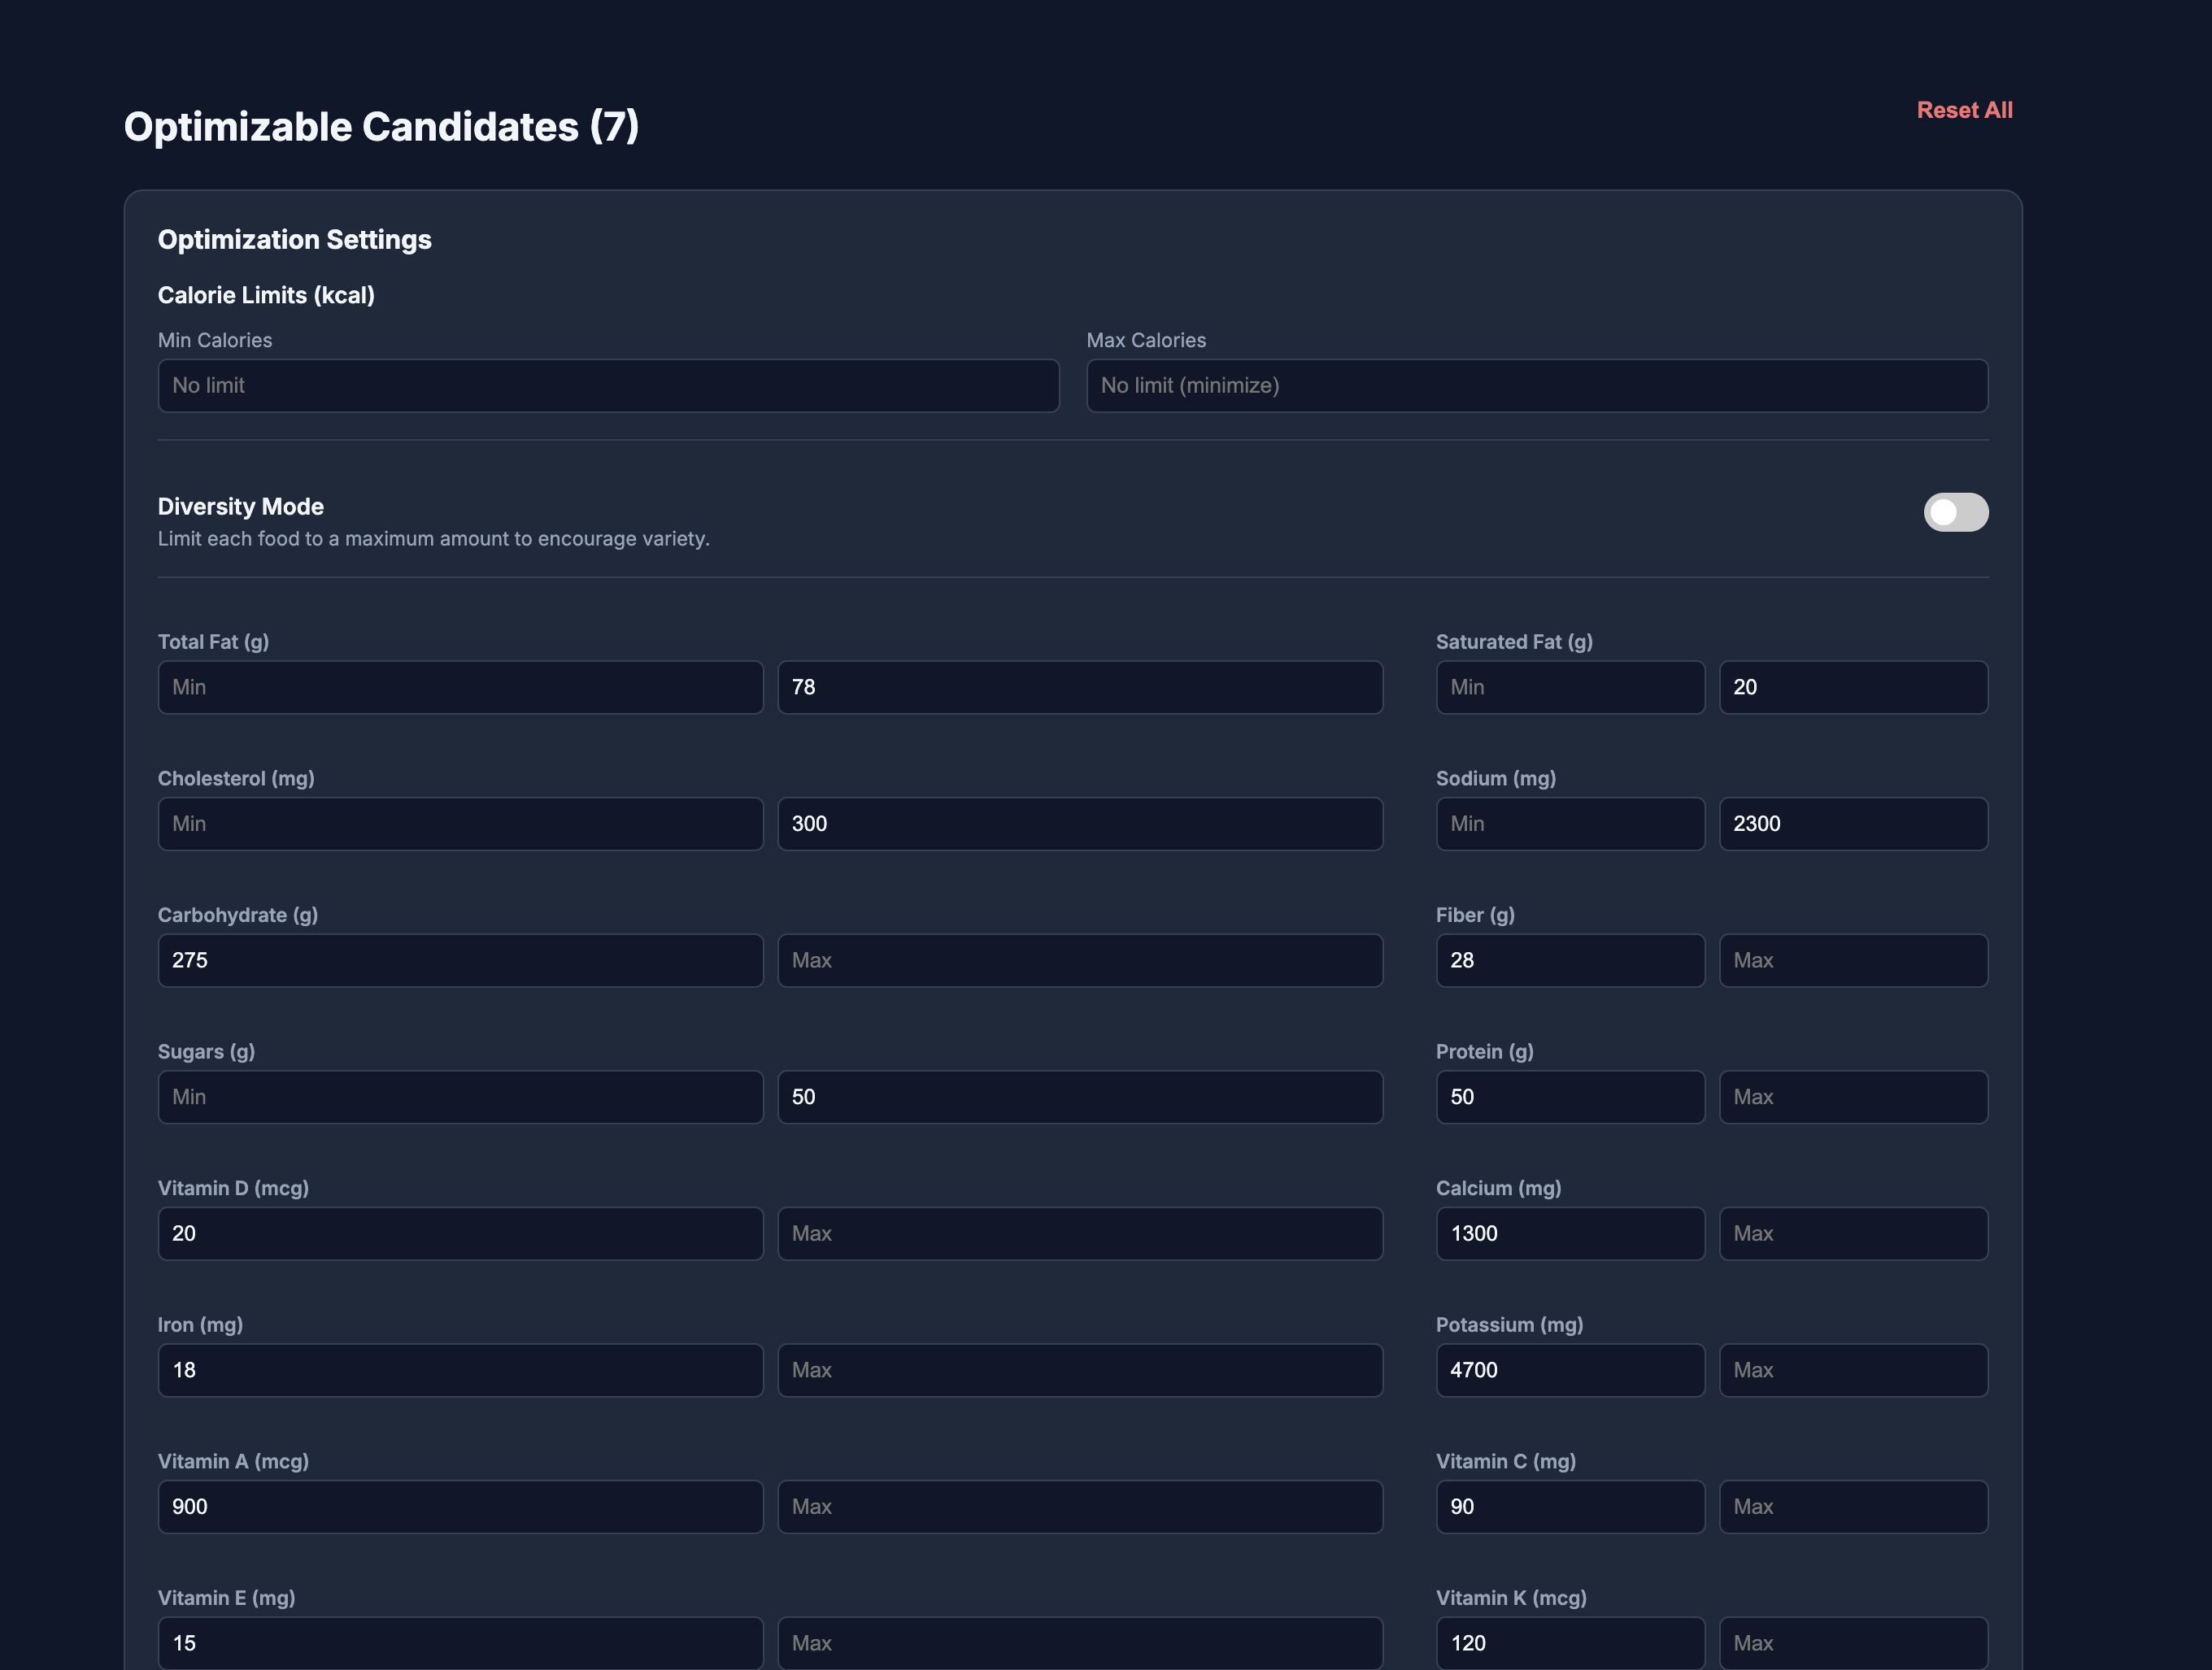 Optimizable Candidates (7)
Reset All
Optimization Settings
Calorie Limits (kcal)
Min Calories
Max Calories
No limit
No limit (minimize)
Diversity Mode
Limit each food to a maximum amount to encourage variety.
Total Fat (g)
Saturated Fat (g)
Min
78
Min
20
Cholesterol (mg)
Sodium (mg)
Min
300
Min
2300
Carbohydrate (g)
Fiber (g)
275
Max
28
Max
Sugars (g)
Protein (g)
Min
50
50
Max
Vitamin D (mcg)
Calcium (mg)
20
Max
1300
Max
Iron (mg)
Potassium (mg)
18
Max
4700
Max
Vitamin A (mcg)
Vitamin C (mg)
900
Max
90
Max
Vitamin E (mg)
Vitamin K (mcg)
15
Max
120
Max